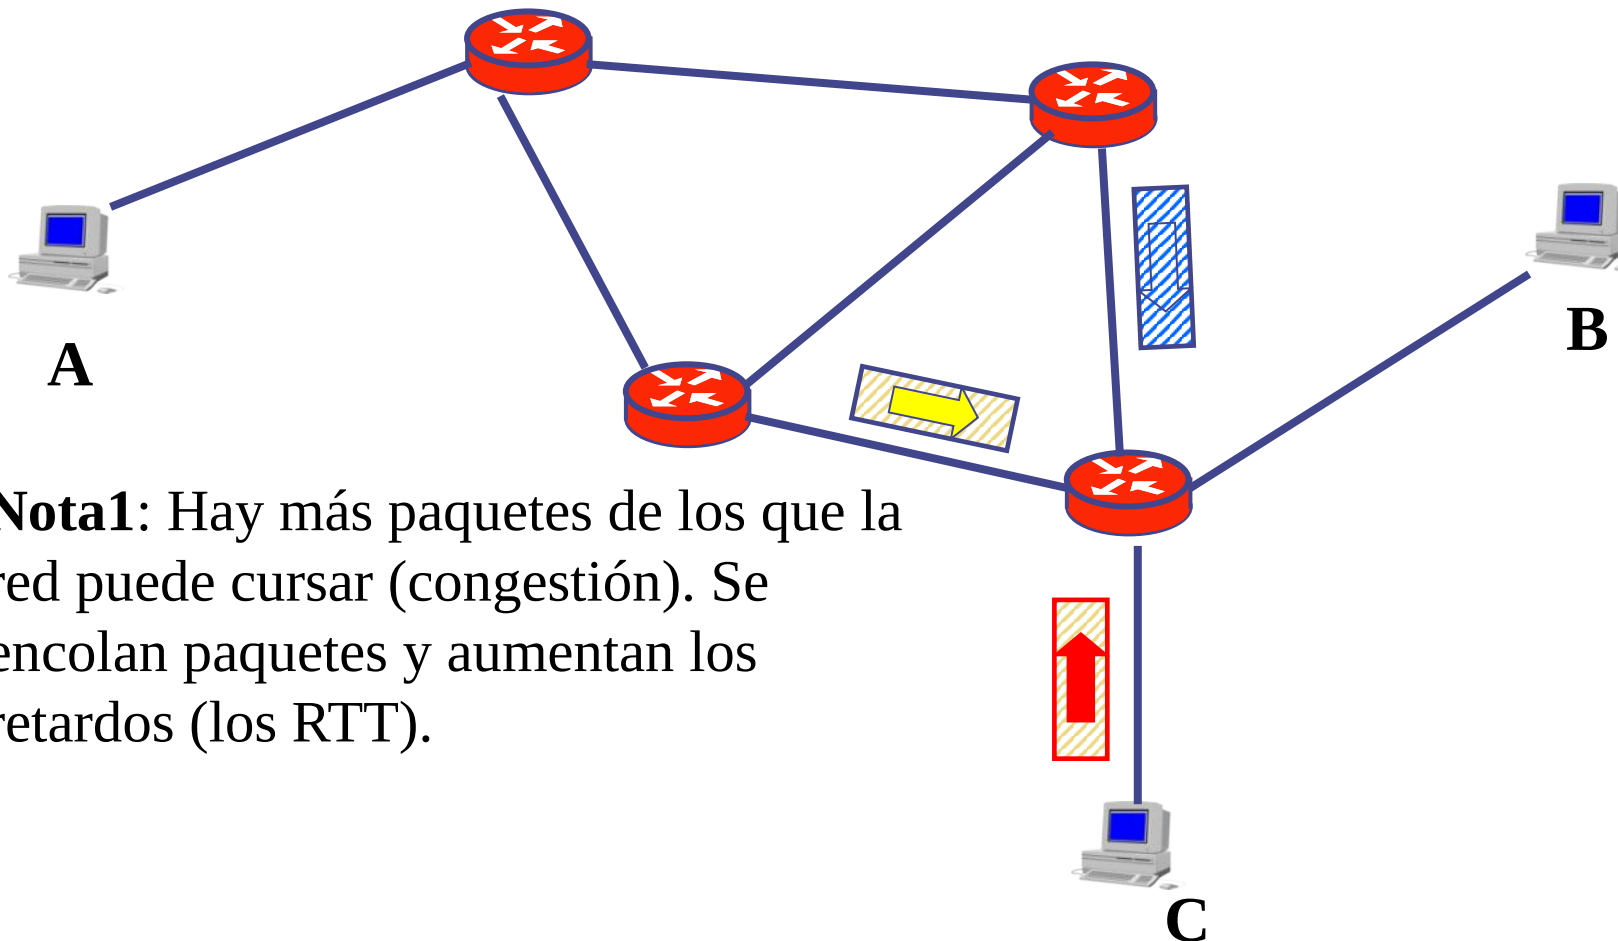 B
A
Nota1: Hay más paquetes de los que la
red puede cursar (congestión). Se
encolan paquetes y aumentan los
retardos (los RTT).
C